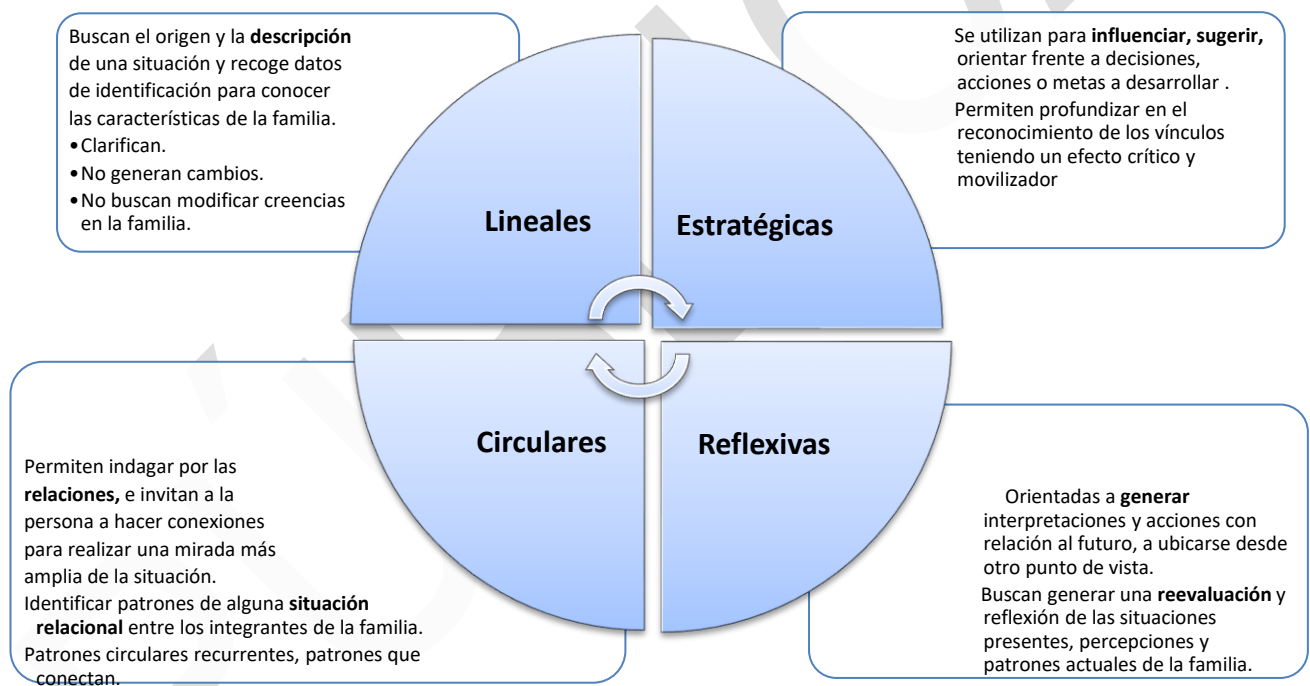 Buscan el origen y la descripción
de una situación y recoge datos
de identificación para conocer
las características de la familia.
•Clarifican.
•No generan cambios.
•No buscan modificar creencias
en la familia.
Se utilizan para influenciar, sugerir,
orientar frente a decisiones,
acciones o metas a desarrollar .
Permiten profundizar en el
reconocimiento de los vínculos
teniendo un efecto crítico y
movilizador
Lineales
Estratégicas
Circulares
Reflexivas
Permiten indagar por las
relaciones, e invitan a la
persona a hacer conexiones
para realizar una mirada más
amplia de la situación.
Identificar patrones de alguna situación
relacional entre los integrantes de la familia.
Patrones circulares recurrentes, patrones que
conectan.
Orientadas a generar
interpretaciones y acciones con
relación al futuro, a ubicarse desde
otro punto de vista.
Buscan generar una reevaluación y
reflexión de las situaciones
presentes, percepciones y
patrones actuales de la familia.